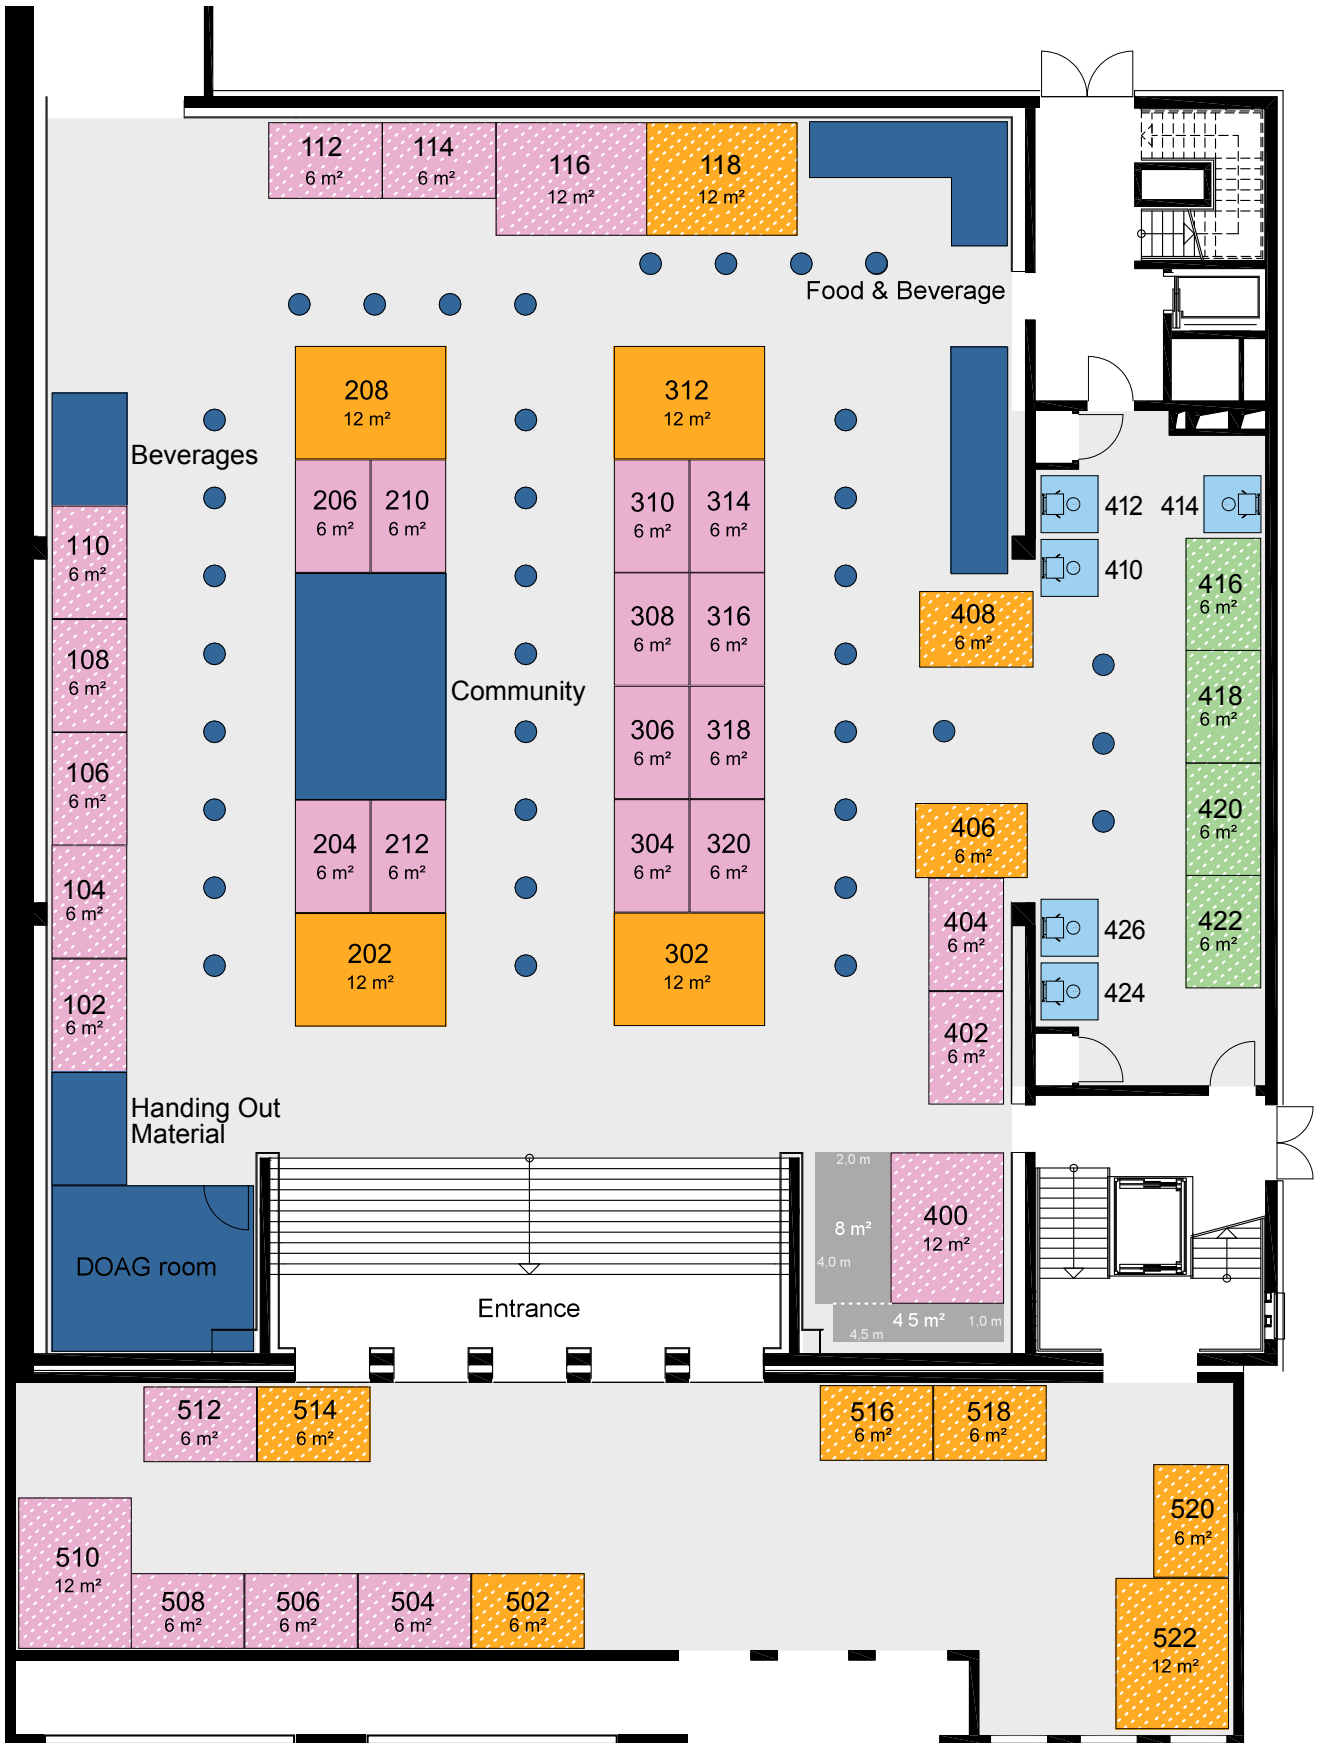 112
6 m²
114
6 m²
116
12 m²
118
12 m²
Food & Beverage
208
12 m²
312
12 m²
Beverages
206
6 m²
210
6 m²
310
6 m²
314
6 m²
412
414
410
110
6 m²
416
6 m²
308
6 m²
316
6 m²
408
6 m²
108
6 m²
418
6 m²
Community
306
6 m²
318
6 m²
106
6 m²
420
6 m²
204
6 m²
212
6 m²
304
6 m²
320
6 m²
406
6 m²
104
6 m²
404
6 m²
422
6 m²
426
202
12 m²
302
12 m²
424
102
6 m²
402
6 m²
Handing Out
Material
2,0 m
8 m²
400
12 m²
4,0 m
DOAG room
Entrance
4 5 m²
1,0 m
4,5 m
512
6 m²
514
6 m²
516
6 m²
518
6 m²
520
6 m²
510
12 m²
508
6 m²
506
6 m²
504
6 m²
502
6 m²
522
12 m²